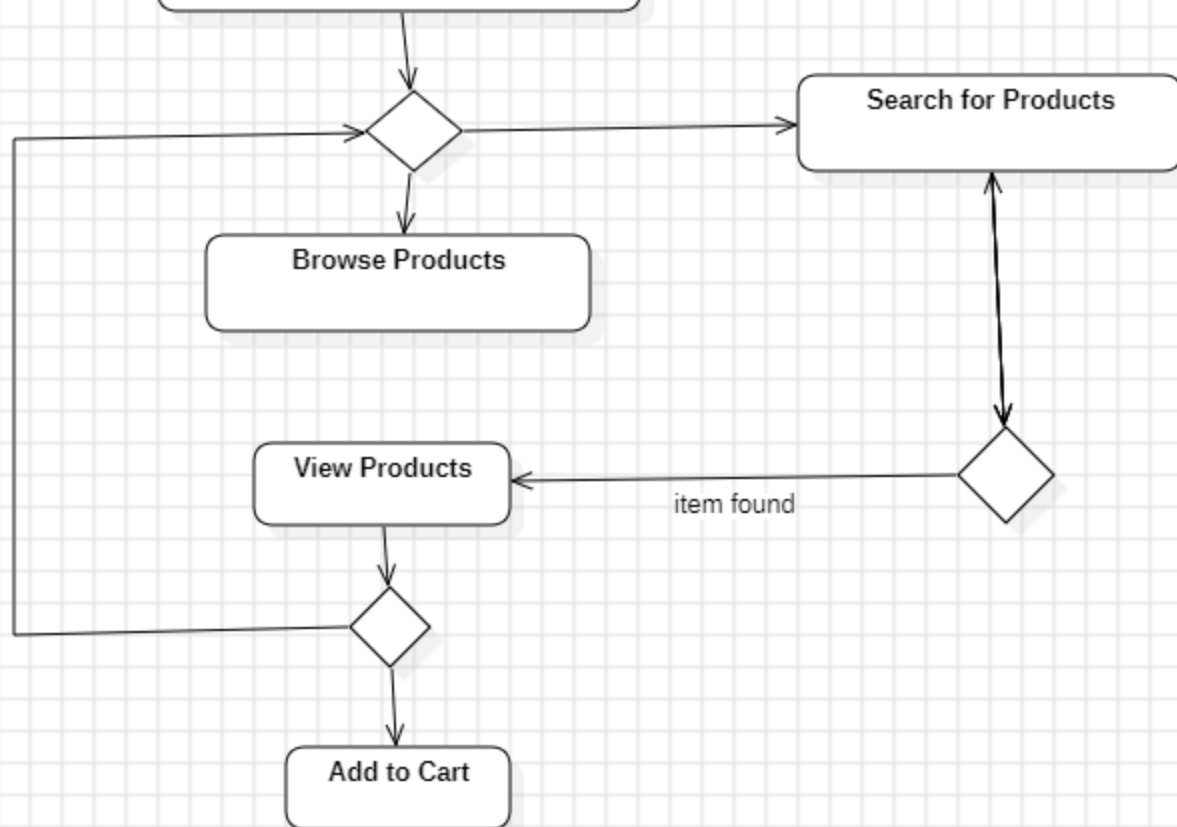 Search for Products
Browse Products
View Products
item found
Add to Cart